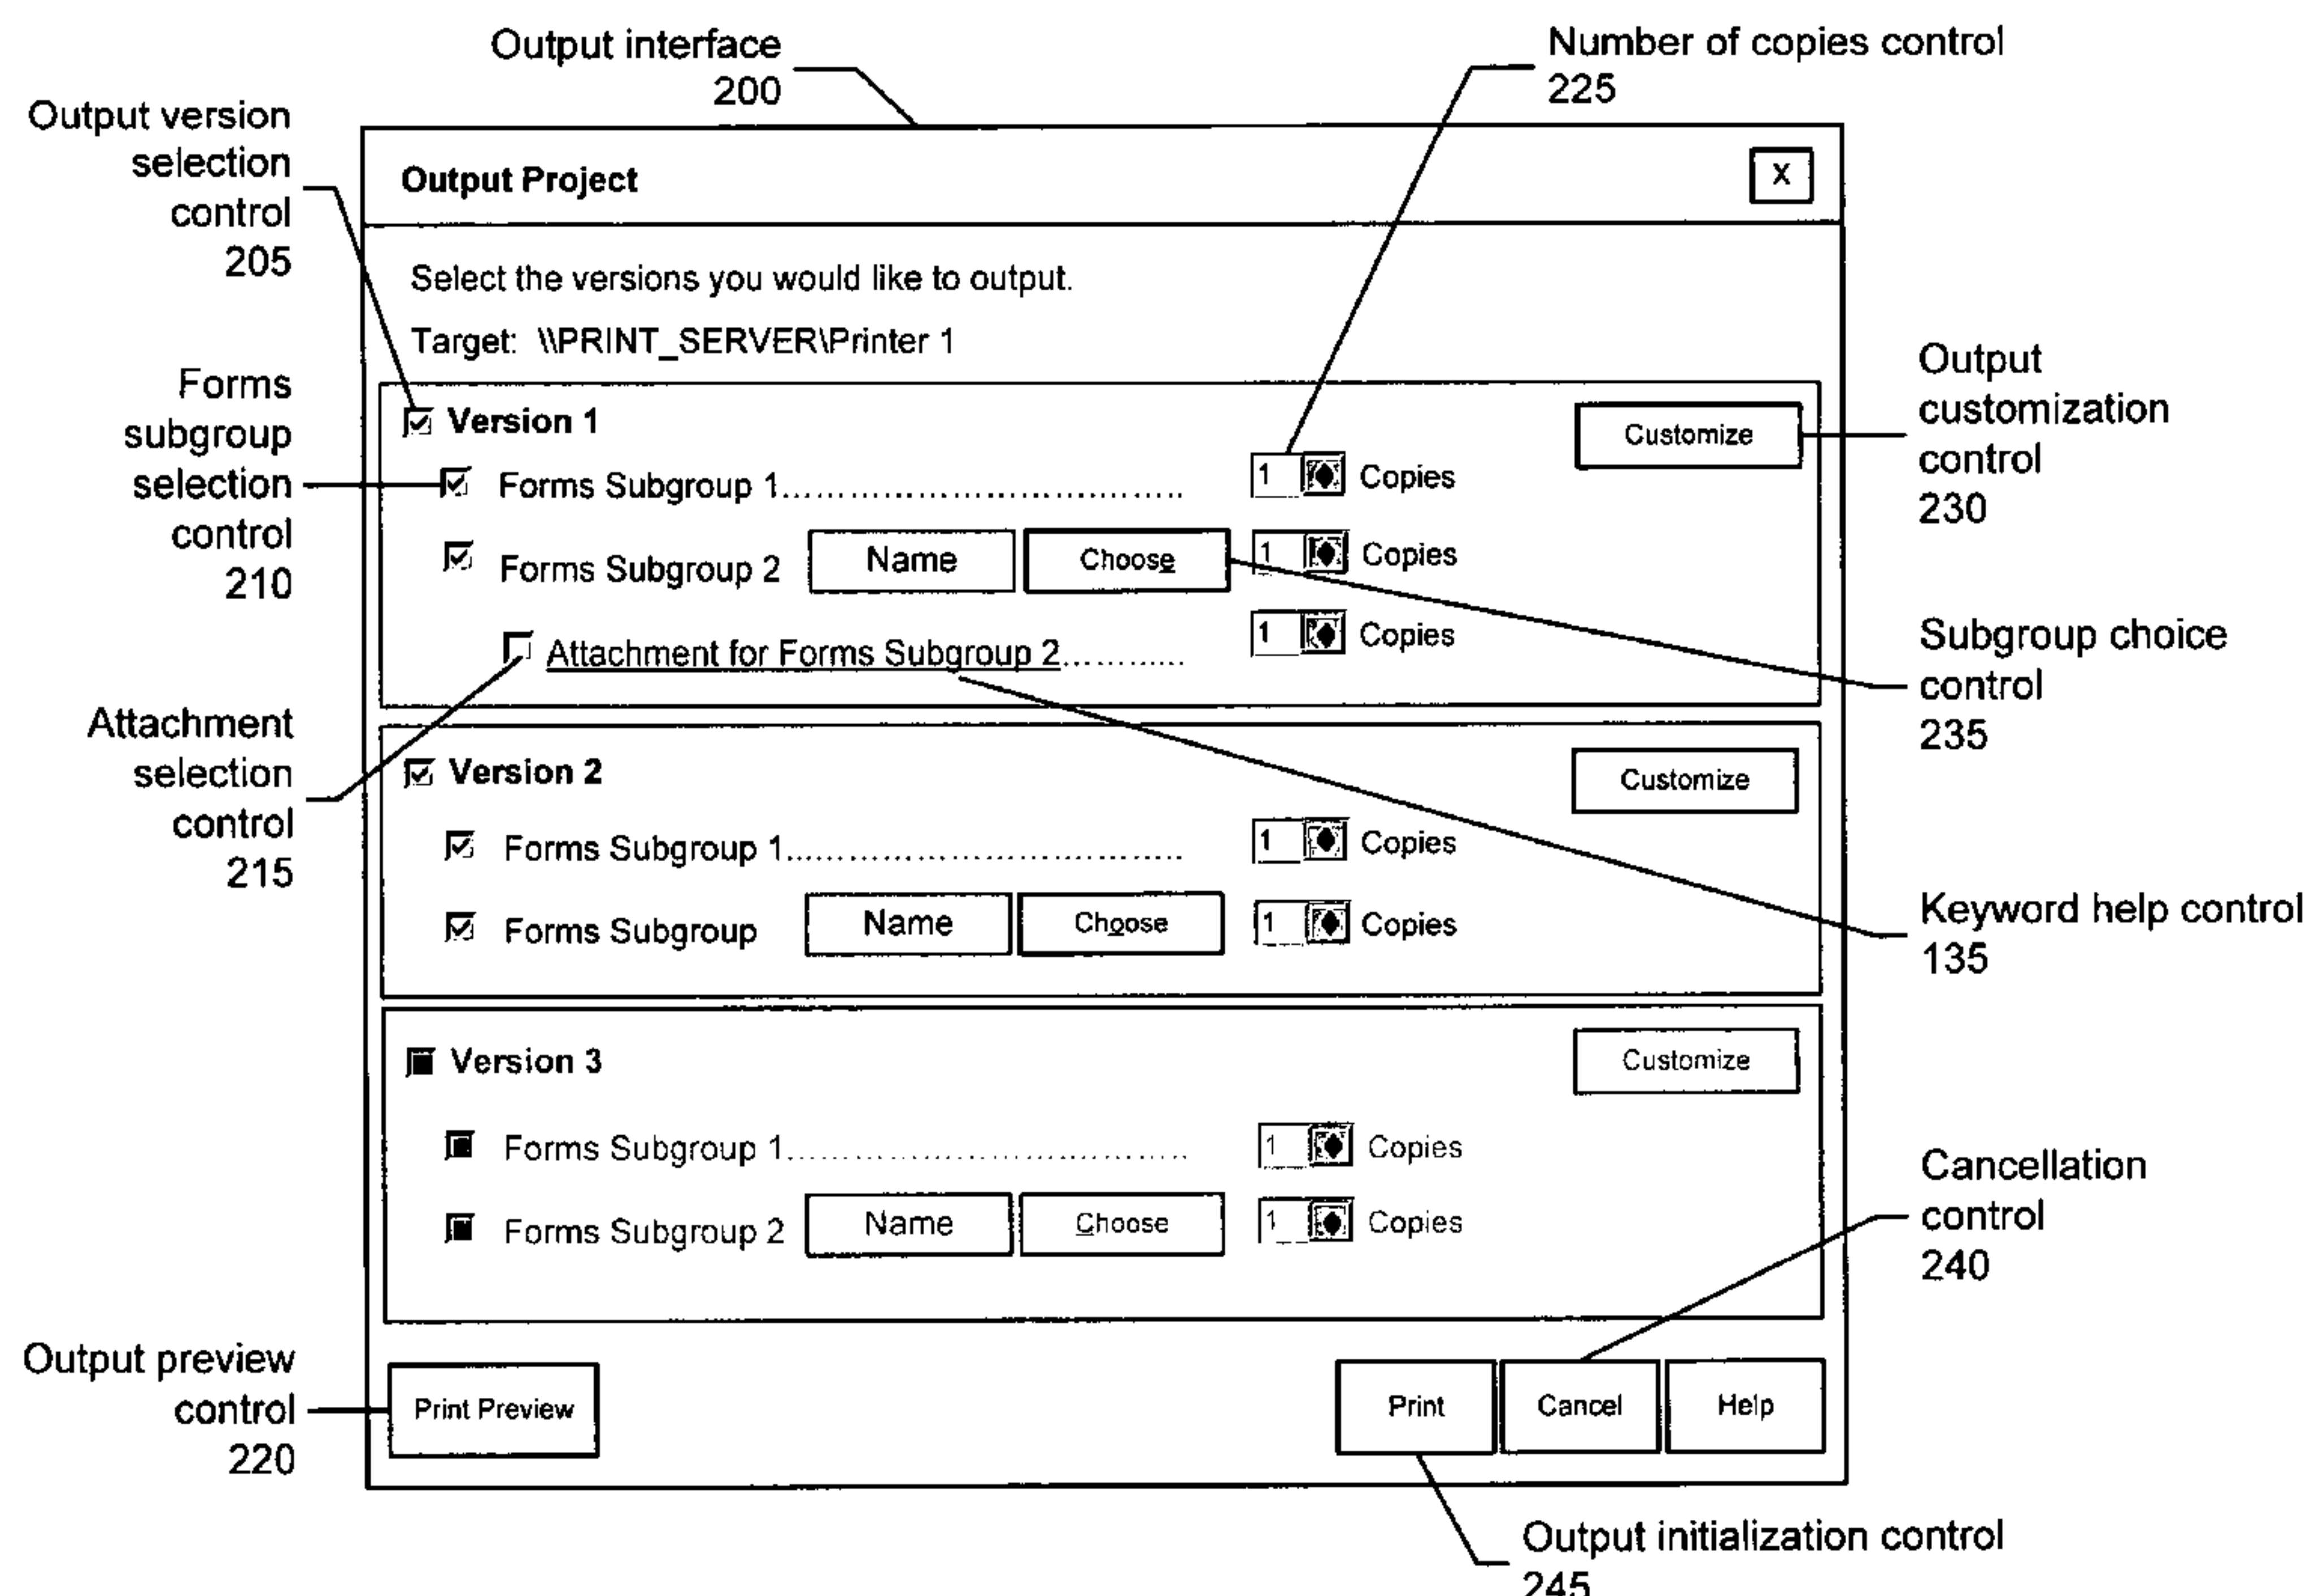 Output interface
200
Number of copies control
225
Output version
selection
control
205
Output Project
X
Select the versions you would like to output.
Target: \\PRINT_SERVER\Printer 1
Forms
subgroup
selection
control
210
Version 1
Customize
Output
customization
control
230
Forms Subgroup 1................................. 1 Copies
Forms Subgroup 2 Name Choose 1 Copies
Attachment for Forms Subgroup 2........... 1 Copies
Subgroup choice
control
235
Attachment
selection
control
215
Version 2
Customize
Forms Subgroup 1................................. 1 Copies
Forms Subgroup Name Choose 1 Copies
Keyword help control
135
Version 3
Customize
Forms Subgroup 1................................. 1 Copies
Forms Subgroup 2 Name Choose 1 Copies
Cancellation
control
240
Output preview
control
220
Print Preview
Print
Cancel
Help
Output initialization control
245